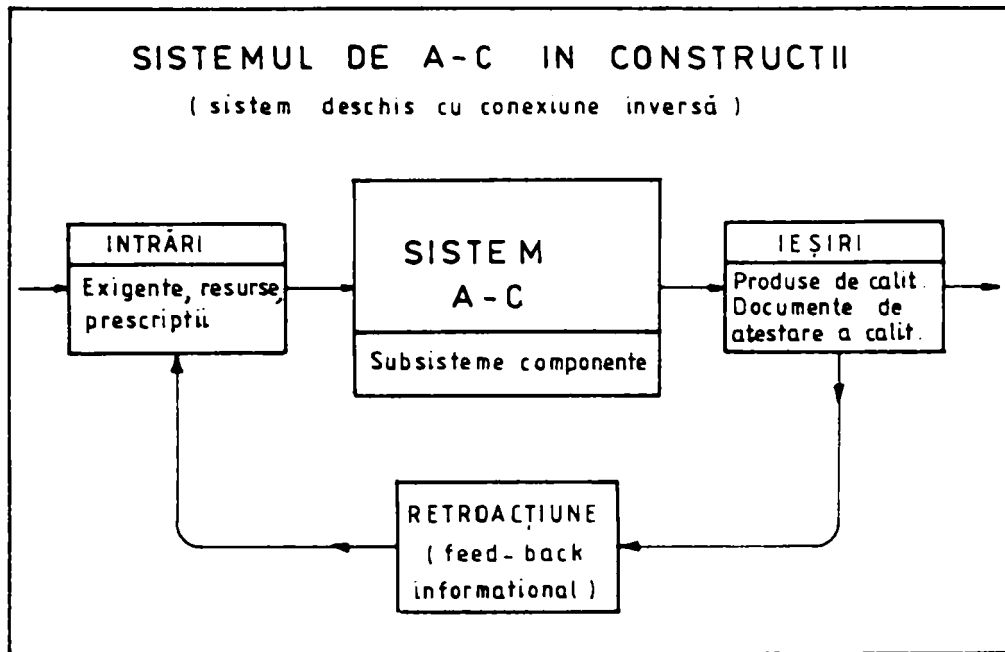 SISTEMUL DE A-C IN CONSTRUCTII
( sistem deschis cu conexiune inversă )
INTRĂRI
Exigente, resurse,
prescriptii
SISTEM
A-C
Subsisteme componente
IEȘIRI
Produse de calit.
Documente de
atestare a calit.
RETROACȚIUNE
( feed-back
informational )